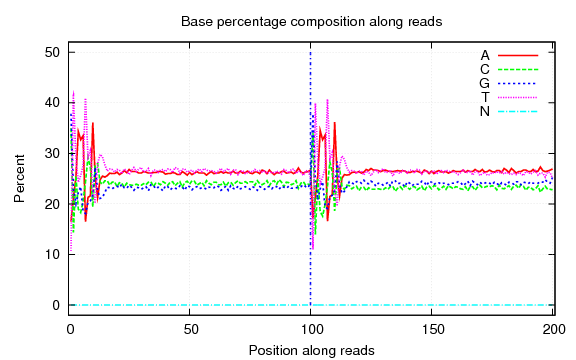 Base percentage composition along reads
A
C
G
T
N
50
40
30
20
10
0
Percent
0 50 100 150 200
Position along reads